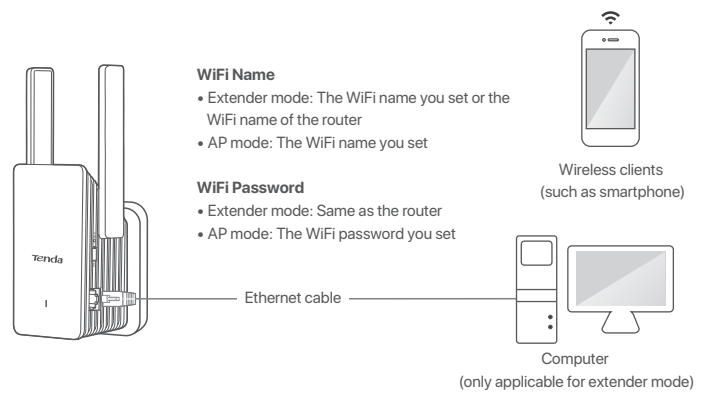 WiFi Name
• Extender mode: The WiFi name you set or the
WiFi name of the router
• AP mode: The WiFi name you set
WiFi Password
• Extender mode: Same as the router
• AP mode: The WiFi password you set
Wireless clients
(such as smartphone)
Tenda
Ethernet cable
Computer
(only applicable for extender mode)